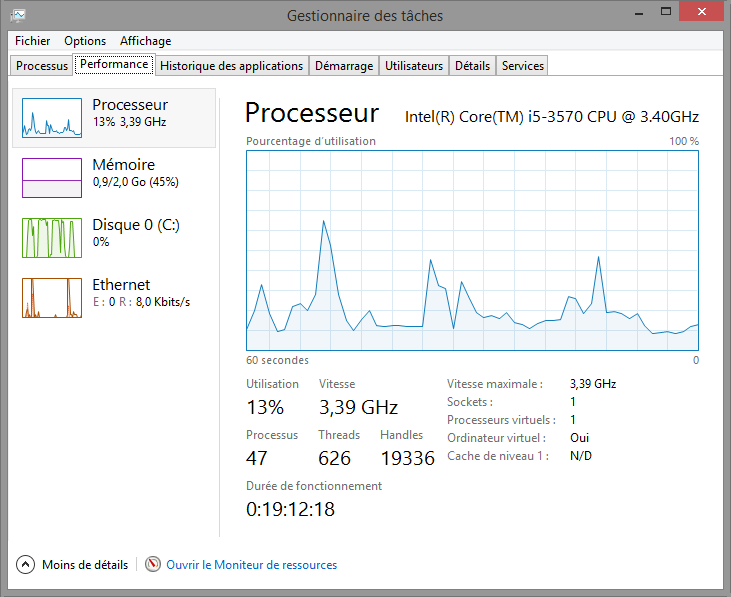 Gestionnaire des tâches
Fichier Options Affichage
Processus Performance Historique des applications Démarrage Utilisateurs Détails Services
Processeur
13% 3,39 GHz
Mémoire
0,9/2,0 Go (45%)
Disque 0 (C:)
0%
Ethernet
E : 0 R : 8,0 Kbits/s
Processeur Intel(R) Core(TM) i5-3570 CPU @ 3.40GHz
Pourcentage d'utilisation 100 %
60 secondes 0
Utilisation Vitesse
13% 3,39 GHz
Processus Threads Handles
47 626 19336
Durée de fonctionnement
0:19:12:18
Vitesse maximale : 3,39 GHz
Sockets : 1
Processeurs virtuels : 1
Ordinateur virtuel : Oui
Cache de niveau 1 : N/D
Moins de détails Ouvrir le Moniteur de ressources